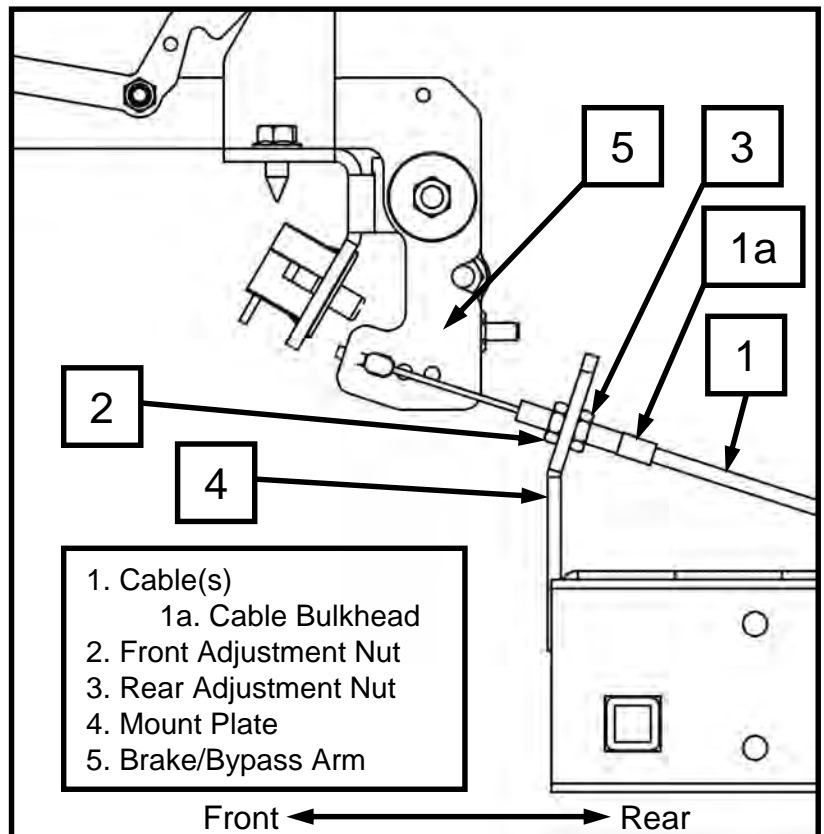 5
3
1a
1
2
4
1. Cable(s)
1a. Cable Bulkhead
2. Front Adjustment Nut
3. Rear Adjustment Nut
4. Mount Plate
5. Brake/Bypass Arm
Front Rear